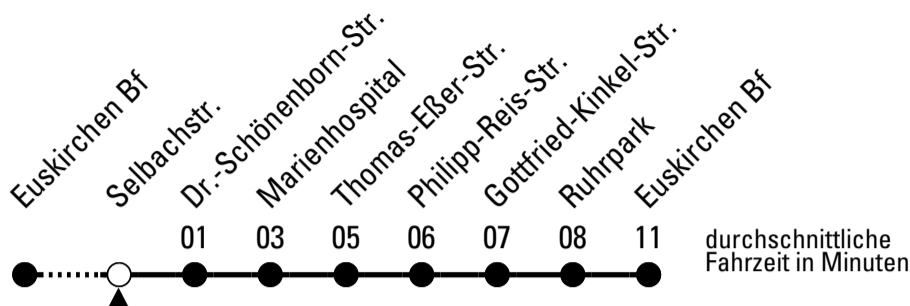 Euskirchen Bf
Selbachstr.
Dr.-Schönenborn-Str.
Marienhospital
Thomas-Eßer-Str.
Philipp-Reis-Str.
Gottfried-Kinkel-Str.
Ruhrpark
Euskirchen Bf
01 03 05 06 07 08 11
durchschnittliche
Fahrzeit in Minuten